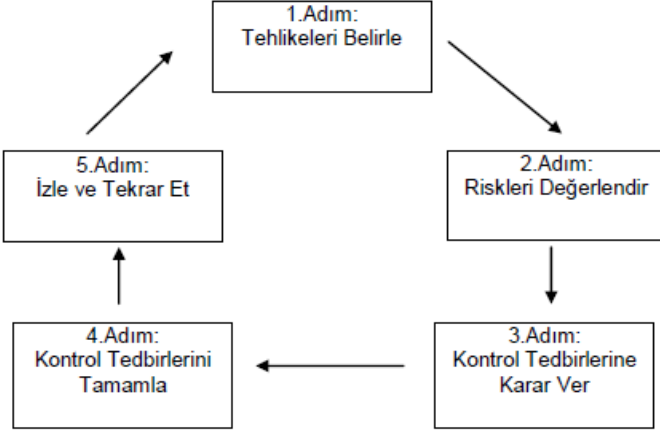 1.Adım:
Tehlikeleri Belirle
2.Adım:
Riskleri Değerlendir
3.Adım:
Kontrol Tedbirlerine
Karar Ver
4.Adım:
Kontrol Tedbirlerini
Tamamla
5.Adım:
İzle ve Tekrar Et